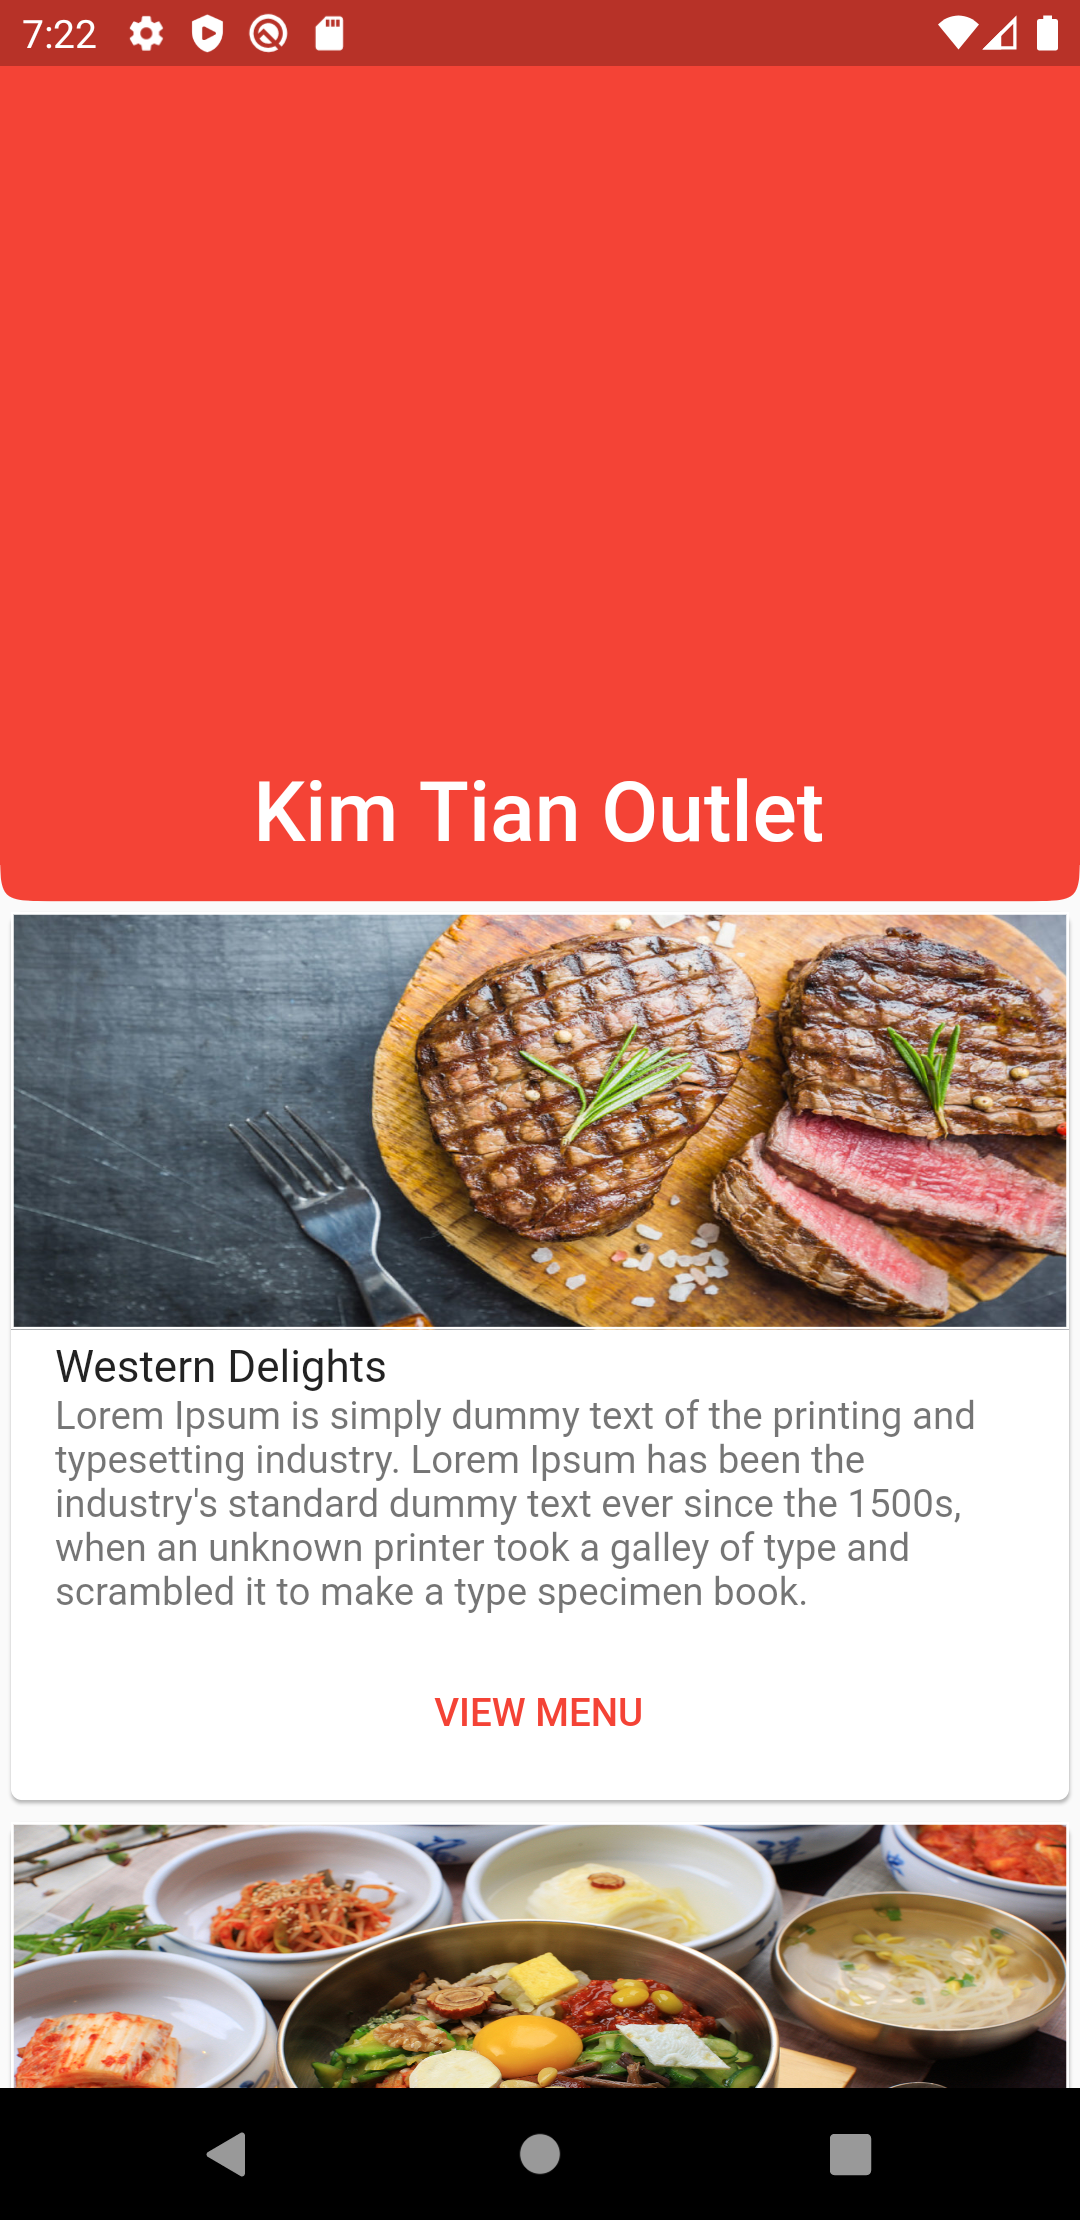 7:22
Kim Tian Outlet
Western Delights
Lorem Ipsum is simply dummy text of the printing and
typesetting industry. Lorem Ipsum has been the
industry's standard dummy text ever since the 1500s,
when an unknown printer took a galley of type and
scrambled it to make a type specimen book.
VIEW MENU